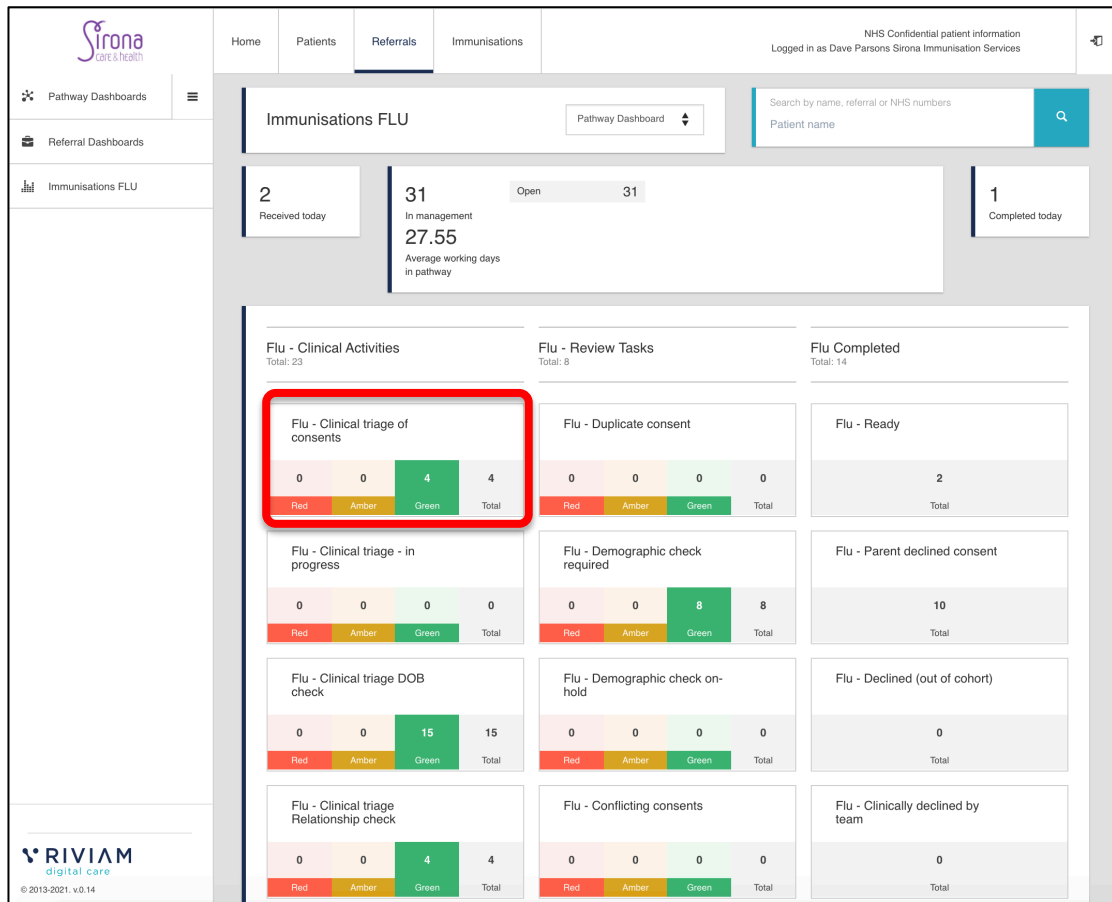 Sirona
care & health
Home
Patients
Referrals
Immunisations
NHS Confidential patient information
Logged in as Dave Parsons Sirona Immunisation Services
Pathway Dashboards
Referral Dashboards
Immunisations FLU
Immunisations FLU
Pathway Dashboard
Search by name, referral or NHS numbers
Patient name
2
Received today
31
In management
27.55
Average working days
in pathway
Open 31
1
Completed today
Flu - Clinical Activities
Total: 23
Flu - Review Tasks
Total: 8
Flu Completed
Total: 14
Flu - Clinical triage of
consents
0 0 4 4
Red Amber Green Total
Flu - Duplicate consent
0 0 0 0
Red Amber Green Total
Flu - Ready
2
Total
Flu - Clinical triage - in
progress
0 0 0 0
Red Amber Green Total
Flu - Demographic check
required
0 0 8 8
Red Amber Green Total
Flu - Parent declined consent
10
Total
Flu - Clinical triage DOB
check
0 0 15 15
Red Amber Green Total
Flu - Demographic check on-
hold
0 0 0 0
Red Amber Green Total
Flu - Declined (out of cohort)
0
Total
Flu - Clinical triage
Relationship check
0 0 4 4
Red Amber Green Total
Flu - Conflicting consents
0 0 0 0
Red Amber Green Total
Flu - Clinically declined by
team
0
Total
RIVIAM
digital care
© 2013-2021. v.0.14